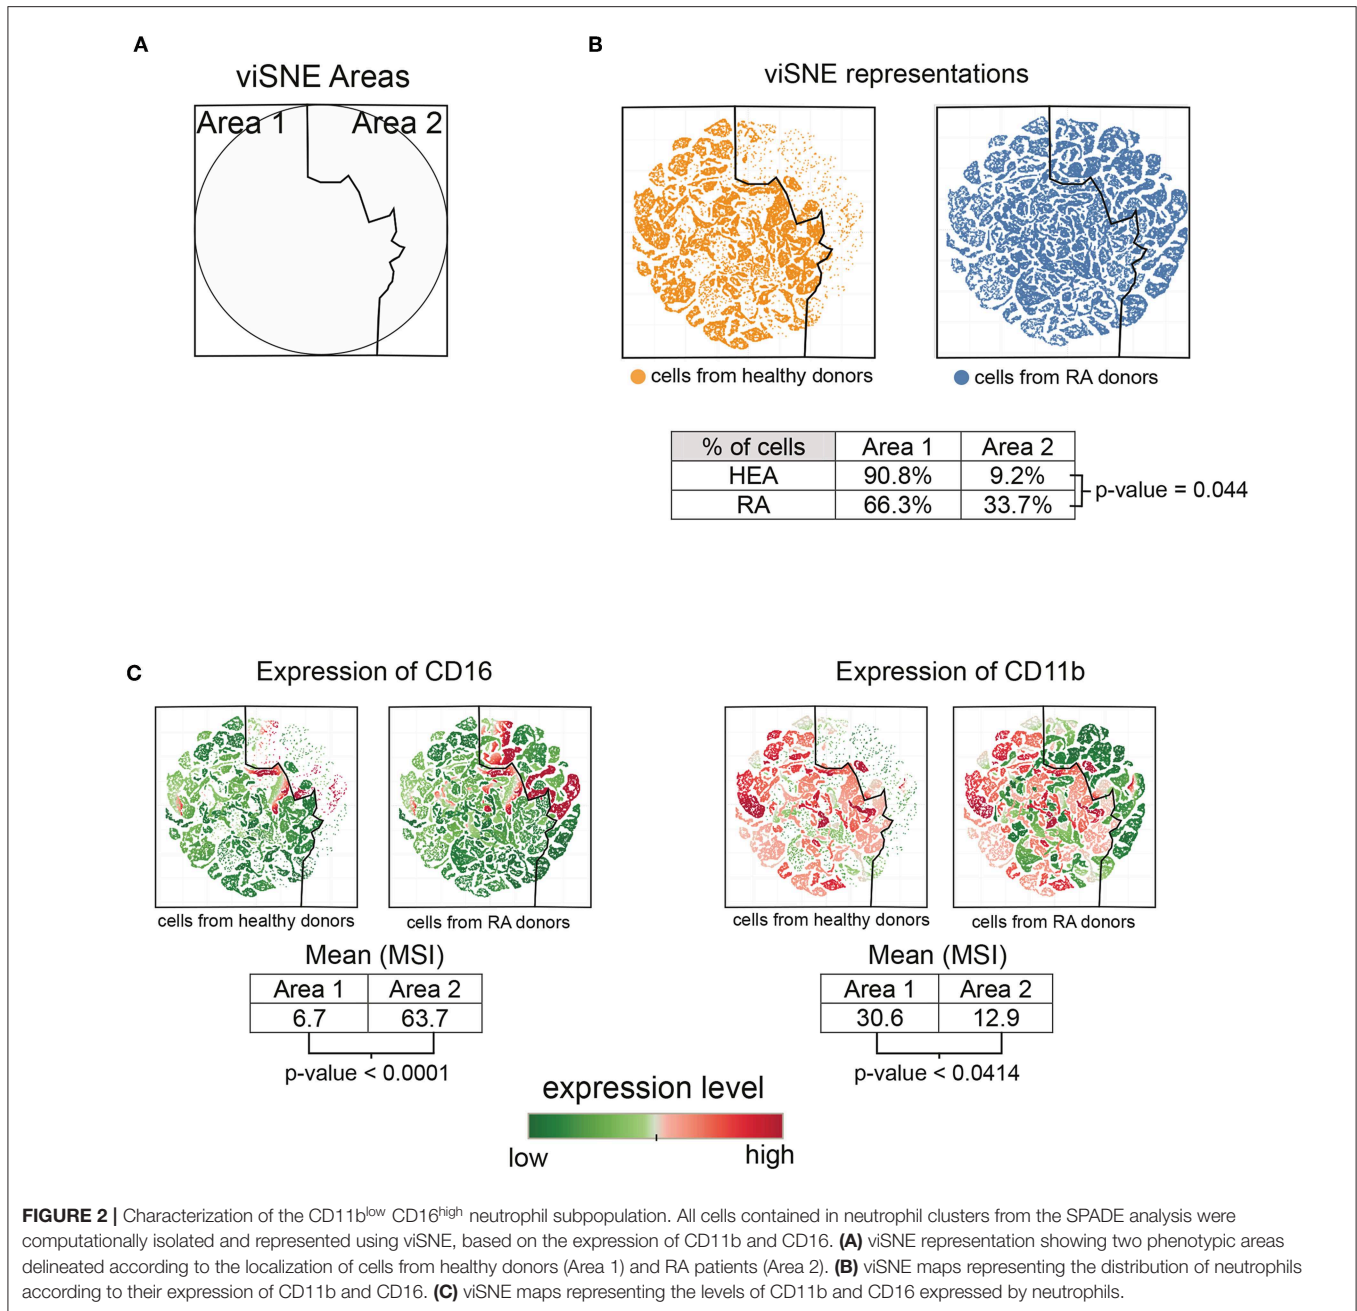 A
viSNE Areas
Area 1 Area 2
B
viSNE representations
cells from healthy donors
cells from RA donors
% of cells Area 1 Area 2
HEA 90.8% 9.2%
RA 66.3% 33.7%
p-value = 0.044
C
Expression of CD16
cells from healthy donors
cells from RA donors
Mean (MSI)
Area 1 Area 2
6.7 63.7
p-value < 0.0001
Expression of CD11b
cells from healthy donors
cells from RA donors
Mean (MSI)
Area 1 Area 2
30.6 12.9
p-value < 0.0414
expression level
low high
FIGURE 2 | Characterization of the CD11blow CD16high neutrophil subpopulation. All cells contained in neutrophil clusters from the SPADE analysis were
computationally isolated and represented using viSNE, based on the expression of CD11b and CD16. (A) viSNE representation showing two phenotypic areas
delineated according to the localization of cells from healthy donors (Area 1) and RA patients (Area 2). (B) viSNE maps representing the distribution of neutrophils
according to their expression of CD11b and CD16. (C) viSNE maps representing the levels of CD11b and CD16 expressed by neutrophils.